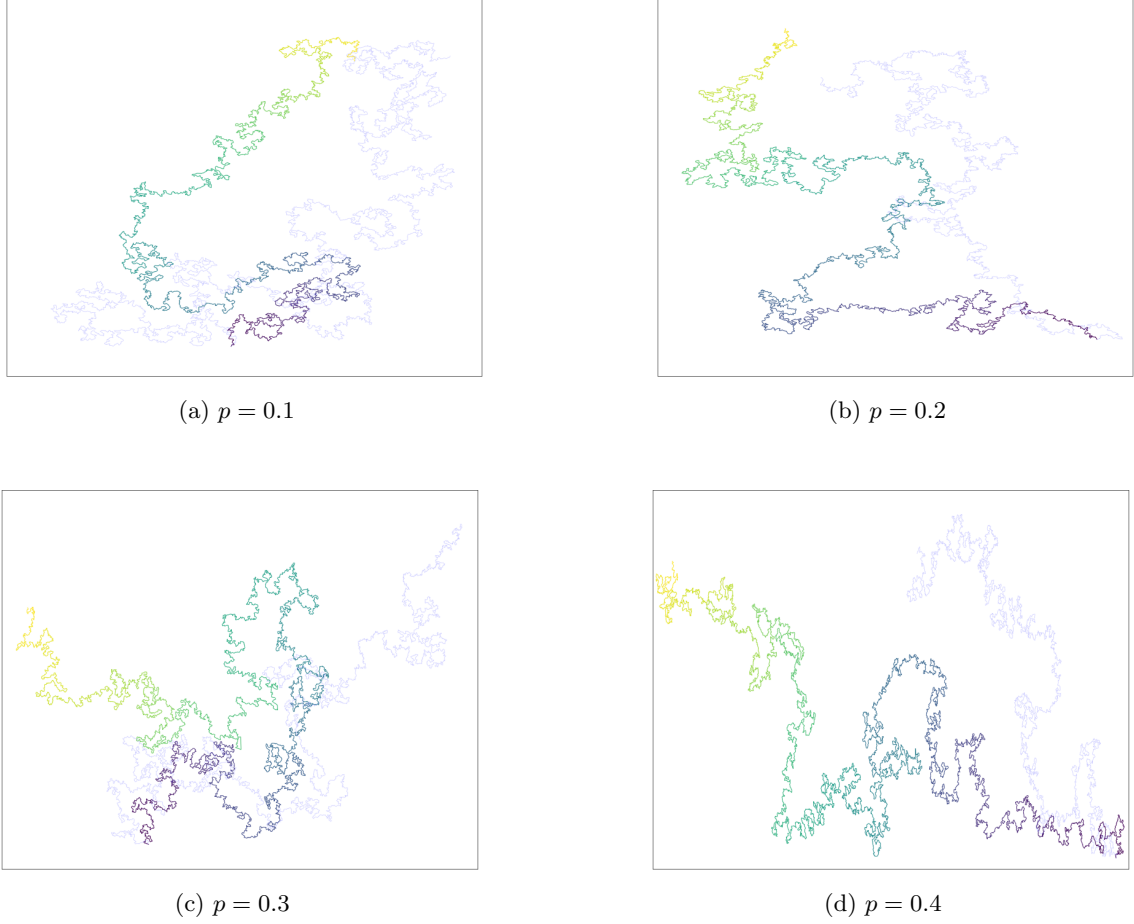 (a) p = 0.1
(b) p = 0.2
(c) p = 0.3
(d) p = 0.4